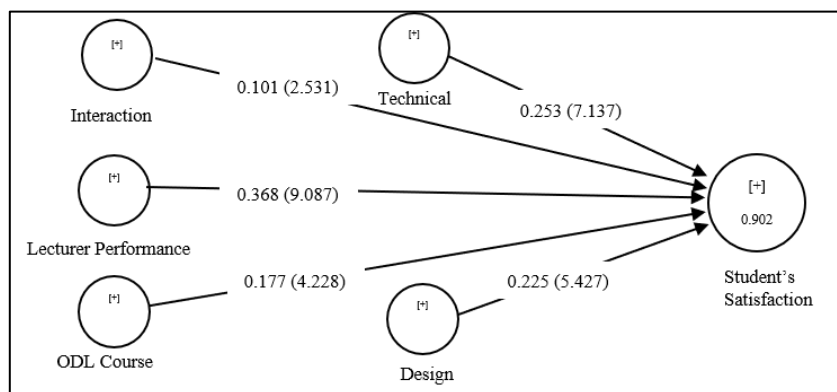 [+]
[+]
0.101 (2.531)
Technical
0.253 (7.137)
Interaction
[+]
[+]
0.368 (9.087)
0.902
Lecturer Performance
[+]
0.177 (4.228)
0.225 (5.427)
Student’s
Satisfaction
[+]
ODL Course
Design